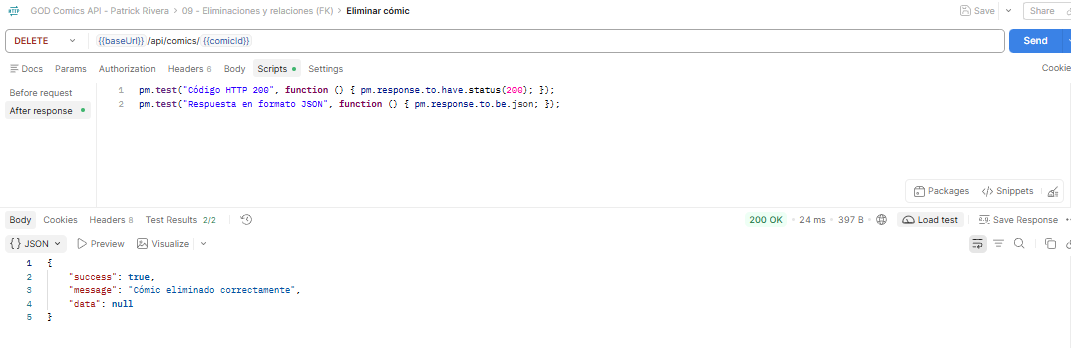 HTTP GOD Comics API - Patrick Rivera > 09 - Eliminaciones y relaciones (FK) > Eliminar cómic Save Share
DELETE {{baseUrl}} /api/comics/ {{comicId}} Send
Docs Params Authorization Headers 6 Body Scripts Settings Cookie
Before request
After response
1 pm.test("Código HTTP 200", function () { pm.response.to.have.status(200); });
2 pm.test("Respuesta en formato JSON", function () { pm.response.to.be.json; });
Packages </> Snippets
Body Cookies Headers 8 Test Results 2/2 200 OK • 24 ms • 397 B • Load test Save Response
{} JSON Preview Visualize
1 {
2 "success": true,
3 "message": "Cómic eliminado correctamente",
4 "data": null
5 }